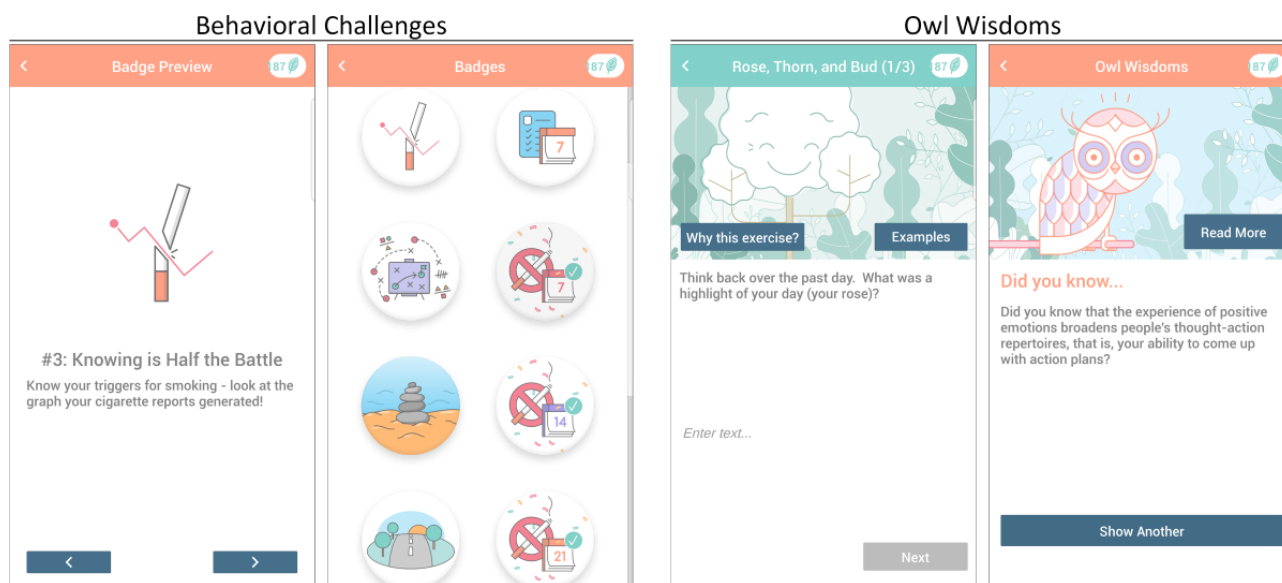 Behavioral Challenges
Owl Wisdoms
Badge Preview
87
#3: Knowing is Half the Battle
Know your triggers for smoking - look at the
graph your cigarette reports generated!
<
>
Badges
87
7
7
14
21
Rose, Thorn, and Bud (1/3)
87
Why this exercise?
Examples
Think back over the past day. What was a
highlight of your day (your rose)?
Enter text...
Next
Owl Wisdoms
87
Read More
Did you know...
Did you know that the experience of positive
emotions broadens people's thought-action
repertoires, that is, your ability to come up
with action plans?
Show Another